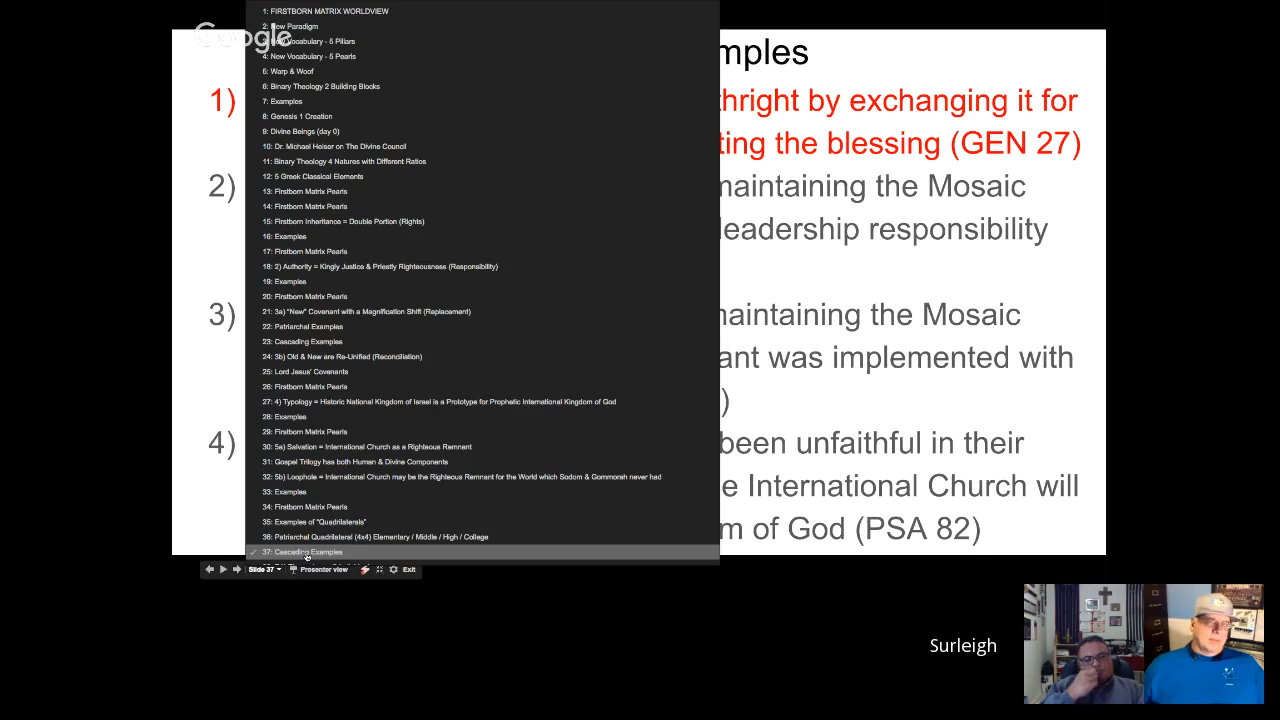 Google
1: FIRSTBORN MATRIX WORLDVIEW
2: New Paradigm
3: New Vocabulary - 5 Pillars
4: New Vocabulary - 5 Pearls
5: Warp & Woof
6: Binary Theology 2 Building Blocks
7: Examples
8: Genesis 1 Creation
9: Divine Beings (day 0)
10: Dr. Michael Heiser on The Divine Council
11: Binary Theology 4 Natures with Different Ratios
12: 5 Greek Classical Elements
13: Firstborn Matrix Pearls
14: Firstborn Matrix Pearls
15: Firstborn Inheritance = Double Portion (Rights)
16: Examples
17: Firstborn Matrix Pearls
18: 2) Authority = Kingly Justice & Priestly Righteousness (Responsibility)
19: Examples
20: Firstborn Matrix Pearls
21: 3a) "New" Covenant with a Magnification Shift (Replacement)
22: Patriarchal Examples
23: Cascading Examples
24: 3b) Old & New are Re-Unified (Reconciliation)
25: Lord Jesus' Covenants
26: Firstborn Matrix Pearls
27: 4) Typology = Historic National Kingdom of Israel is a Prototype for Prophetic International Kingdom of God
28: Examples
29: Firstborn Matrix Pearls
30: 5a) Salvation = International Church as a Righteous Remnant
31: Gospel Trilogy has both Human & Divine Components
32: 5b) Loophole = International Church may be the Righteous Remnant for the World which Sodom & Gommorah never had
33: Examples
34: Firstborn Matrix Pearls
35: Examples of "Quadrilaterals"
36: Patriarchal Quadrilateral (4x4) Elementary / Middle / High / College
37: Cascading Examples
Slide 37
Presenter view
Exit
mples
1) thright by exchanging it for
ting the blessing (GEN 27)
2) maintaining the Mosaic
leadership responsibility
3) naintaining the Mosaic
ant was implemented with
)
4) been unfaithful in their
e International Church will
m of God (PSA 82)
Surleigh